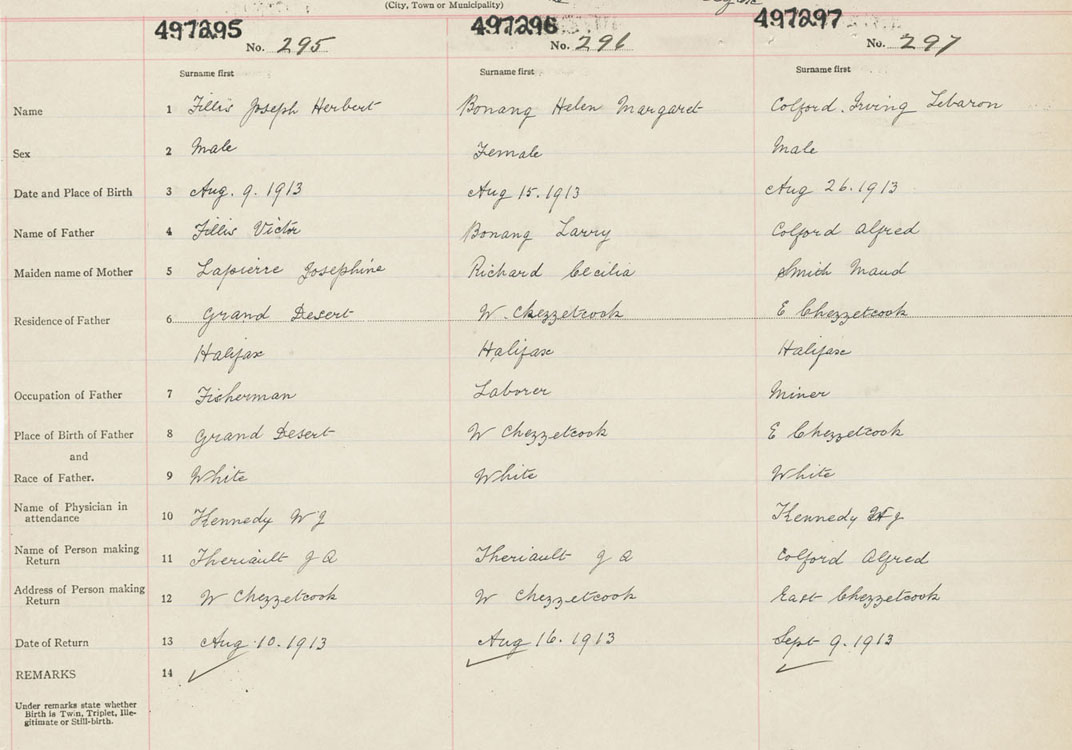 (City, Town or Municipality)
497295 497296 497297
No. 295 No. 296 No. 297
Surname first Surname first Surname first
Name 1 Fillis Joseph Herbert Bonang Helen Margaret Colford Irving Lebaron
Sex 2 Male Female Male
Date and Place of Birth 3 Aug. 9. 1913 Aug 15. 1913 Aug 26. 1913
Name of Father 4 Fillis Victor Bonang Larry Colford Alfred
Maiden name of Mother 5 Lapierre Josephine Richard Cecilia Smith Maud
Residence of Father 6 Grand Desert W. Chezzetcook E Chezzetcook
Halifax Halifax Halifax
Occupation of Father 7 Fisherman Laborer Miner
Place of Birth of Father 8 Grand Desert W Chezzetcook E Chezzetcook
and
Race of Father. 9 White White White
Name of Physician in
attendance 10 Kennedy W J Kennedy J
Name of Person making
Return 11 Theriault J A Theriault J A Colford Alfred
Address of Person making
Return 12 W Chezzetcook W Chezzetcook East Chezzetcook
Date of Return 13 Aug. 10. 1913 Aug 16. 1913 Sept 9. 1913
REMARKS 14
Under remarks state whether
Birth is Twin, Triplet, Ille-
gitimate or Still-birth.